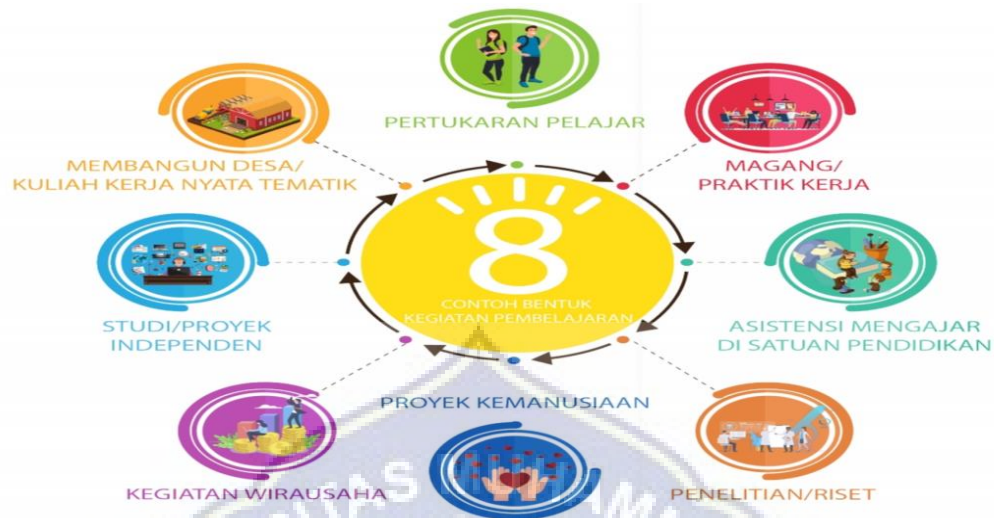 PERTUKARAN PELAJAR
MAGANG/
PRAKTIK KERJA
ASISTENSI MENGAJAR
DI SATUAN PENDIDIKAN
PENELITIAN/RISET
PROYEK KEMANUSIAAN
KEGIATAN WIRAUSAHA
STUDI/PROYEK
INDEPENDEN
MEMBANGUN DESA/
KULIAH KERJA NYATA TEMATIK
8
CONTOH BENTUK
KEGIATAN PEMBELAJARAN